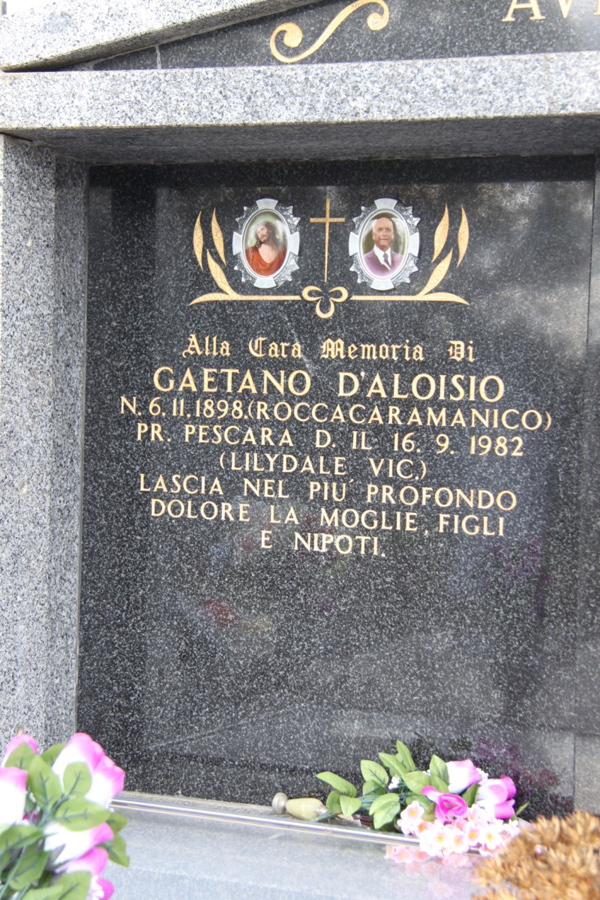 Alla Cara Memoria Di
GAETANO D'ALOISIO
N. 6. 11. 1898. (ROCCACARAMANICO)
PR. PESCARA D. IL 16. 9. 1982
(LILYDALE VIC.)
LASCIA NEL PIU' PROFONDO
DOLORE LA MOGLIE, FIGLI
E NIPOTI.